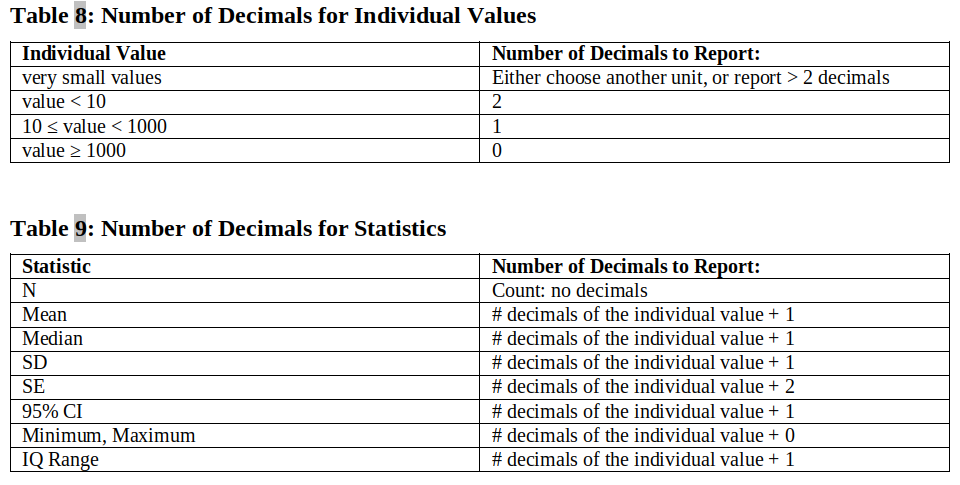 Table 8: Number of Decimals for Individual Values
Individual Value Number of Decimals to Report:
very small values Either choose another unit, or report > 2 decimals
value < 10 2
10 ≤ value < 1000 1
value ≥ 1000 0
Table 9: Number of Decimals for Statistics
Statistic Number of Decimals to Report:
N Count: no decimals
Mean # decimals of the individual value + 1
Median # decimals of the individual value + 1
SD # decimals of the individual value + 1
SE # decimals of the individual value + 2
95% CI # decimals of the individual value + 1
Minimum, Maximum # decimals of the individual value + 0
IQ Range # decimals of the individual value + 1